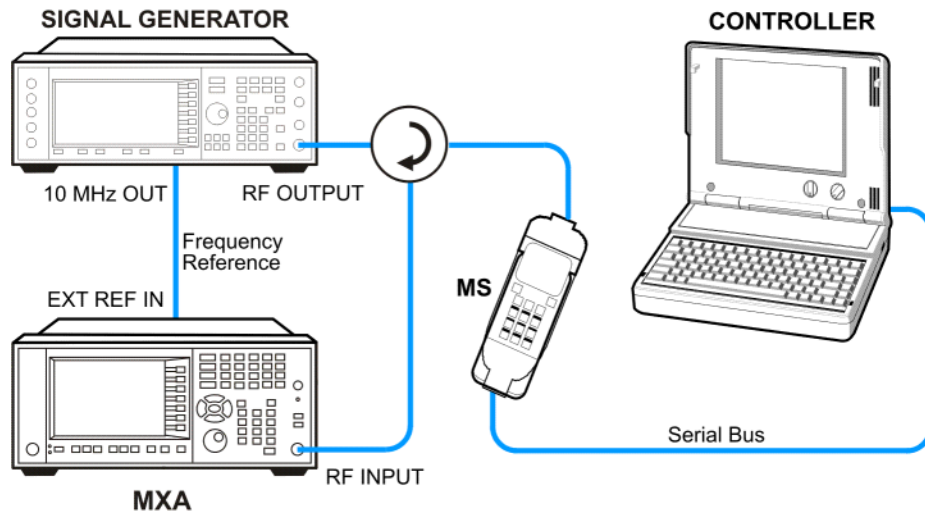 SIGNAL GENERATOR
CONTROLLER
10 MHz OUT
RF OUTPUT
Frequency
Reference
MS
EXT REF IN
Serial Bus
RF INPUT
MXA